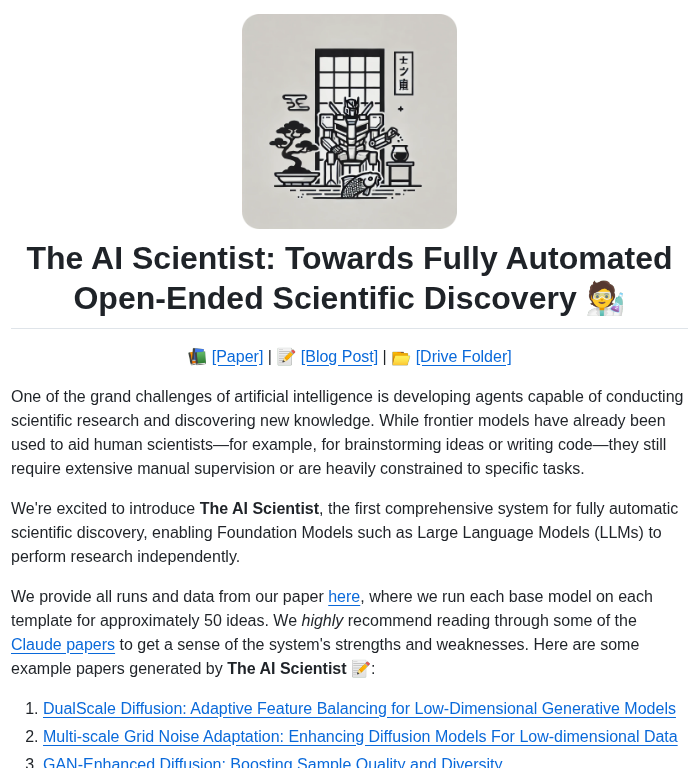 The AI Scientist: Towards Fully Automated
Open-Ended Scientific Discovery 🧑‍🔬
📚 [Paper] | 📝 [Blog Post] | 📂 [Drive Folder]
One of the grand challenges of artificial intelligence is developing agents capable of conducting
scientific research and discovering new knowledge. While frontier models have already been
used to aid human scientists—for example, for brainstorming ideas or writing code—they still
require extensive manual supervision or are heavily constrained to specific tasks.
We're excited to introduce The AI Scientist, the first comprehensive system for fully automatic
scientific discovery, enabling Foundation Models such as Large Language Models (LLMs) to
perform research independently.
We provide all runs and data from our paper here, where we run each base model on each
template for approximately 50 ideas. We highly recommend reading through some of the
Claude papers to get a sense of the system's strengths and weaknesses. Here are some
example papers generated by The AI Scientist 📝:
1. DualScale Diffusion: Adaptive Feature Balancing for Low-Dimensional Generative Models
2. Multi-scale Grid Noise Adaptation: Enhancing Diffusion Models For Low-dimensional Data
3. GAN-Enhanced Diffusion: Boosting Sample Quality and Diversity